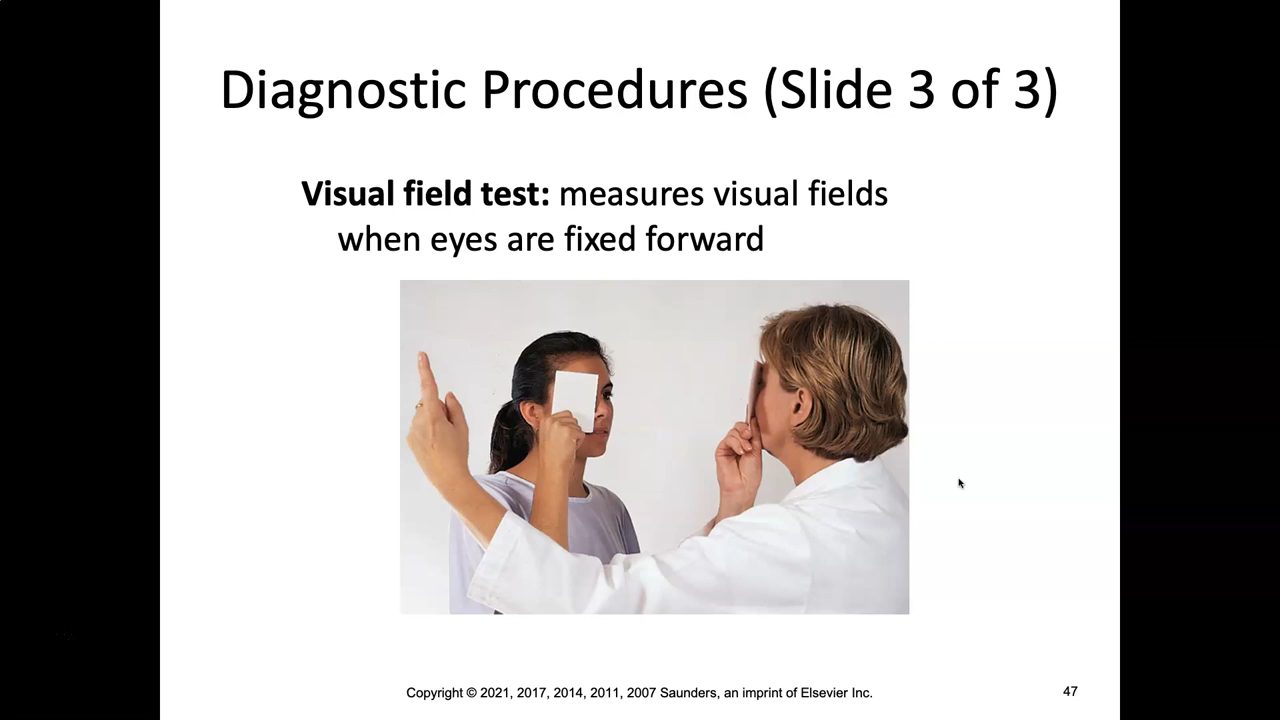 Diagnostic Procedures (Slide 3 of 3)
Visual field test: measures visual fields
when eyes are fixed forward
Copyright © 2021, 2017, 2014, 2011, 2007 Saunders, an imprint of Elsevier Inc.
47